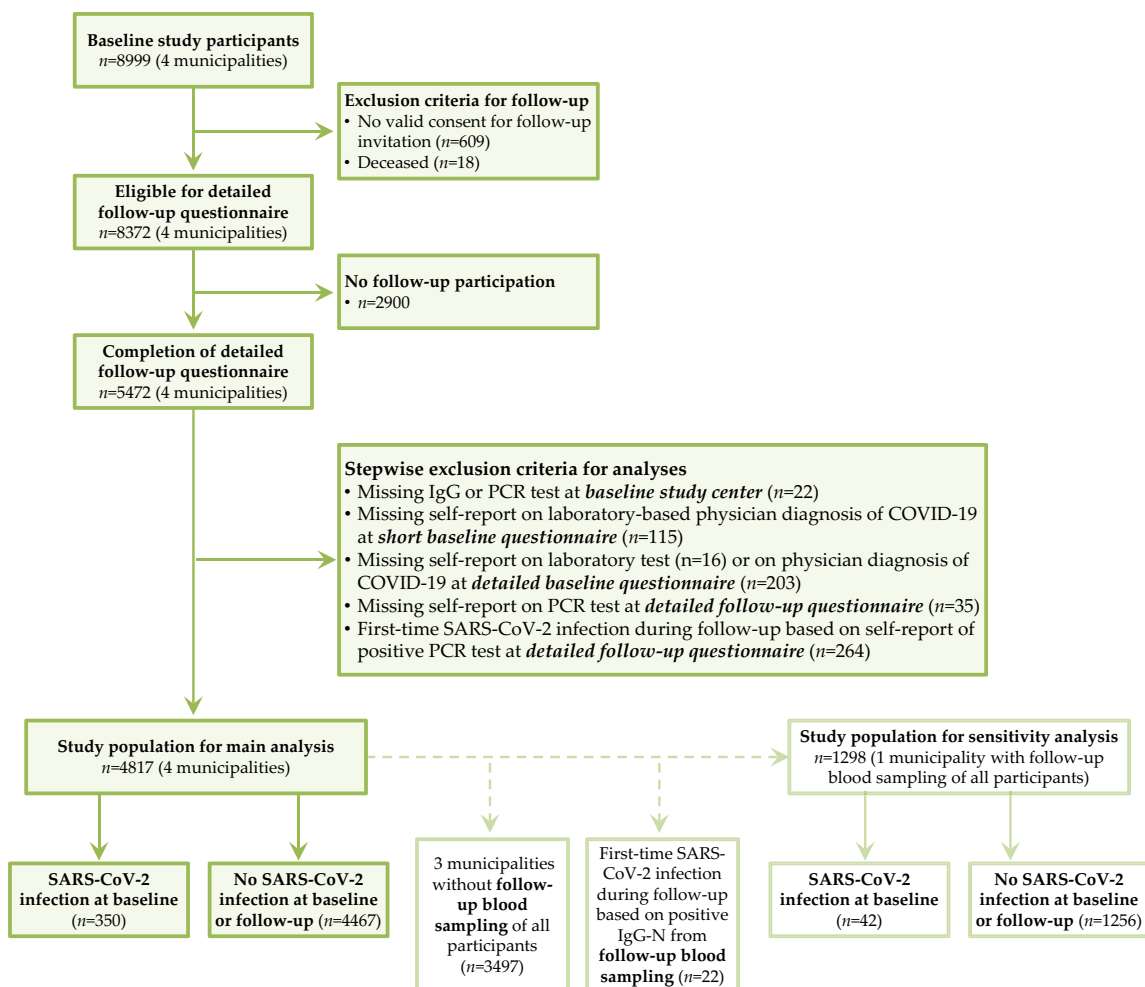 Baseline study participants
n=8999 (4 municipalities)
Exclusion criteria for follow-up
• No valid consent for follow-up
invitation (n=609)
• Deceased (n=18)
Eligible for detailed
follow-up questionnaire
n=8372 (4 municipalities)
No follow-up participation
• n=2900
Completion of detailed
follow-up questionnaire
n=5472 (4 municipalities)
Stepwise exclusion criteria for analyses
• Missing IgG or PCR test at baseline study center (n=22)
• Missing self-report on laboratory-based physician diagnosis of COVID-19
at short baseline questionnaire (n=115)
• Missing self-report on laboratory test (n=16) or on physician diagnosis of
COVID-19 at detailed baseline questionnaire (n=203)
• Missing self-report on PCR test at detailed follow-up questionnaire (n=35)
• First-time SARS-CoV-2 infection during follow-up based on self-report of
positive PCR test at detailed follow-up questionnaire (n=264)
Study population for main analysis
n=4817 (4 municipalities)
Study population for sensitivity analysis
n=1298 (1 municipality with follow-up
blood sampling of all participants)
SARS-CoV-2
infection at baseline
(n=350)
No SARS-CoV-2
infection at baseline
or follow-up (n=4467)
3 municipalities
without follow-
up blood
sampling of all
participants
(n=3497)
First-time SARS-
CoV-2 infection
during follow-up
based on positive
IgG-N from
follow-up blood
sampling (n=22)
SARS-CoV-2
infection at baseline
(n=42)
No SARS-CoV-2
infection at baseline
or follow-up (n=1256)